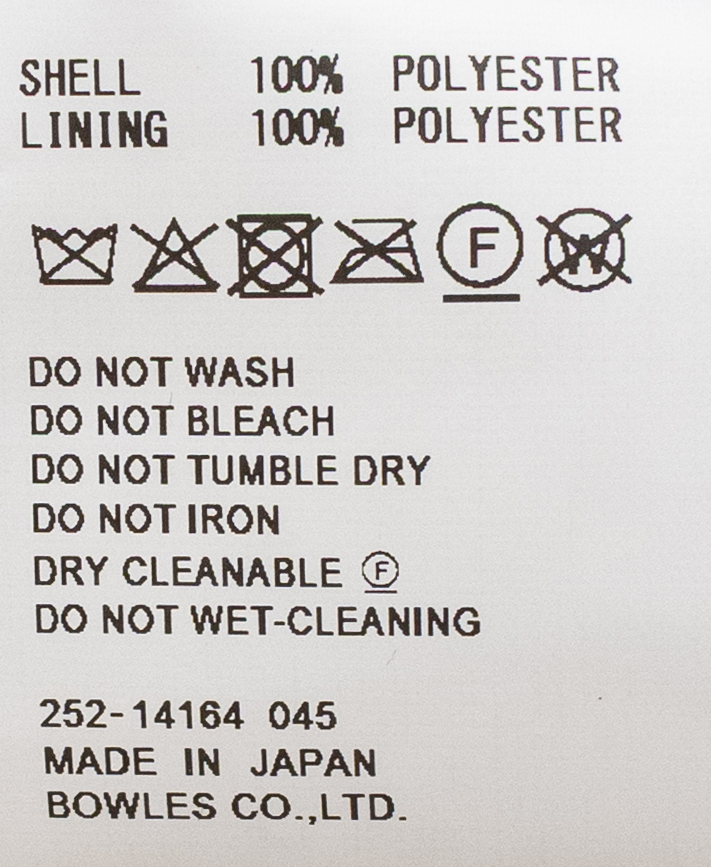 SHELL 100% POLYESTER
LINING 100% POLYESTER
F W
DO NOT WASH
DO NOT BLEACH
DO NOT TUMBLE DRY
DO NOT IRON
DRY CLEANABLE F
DO NOT WET-CLEANING
252-14164 045
MADE IN JAPAN
BOWLES CO.,LTD.